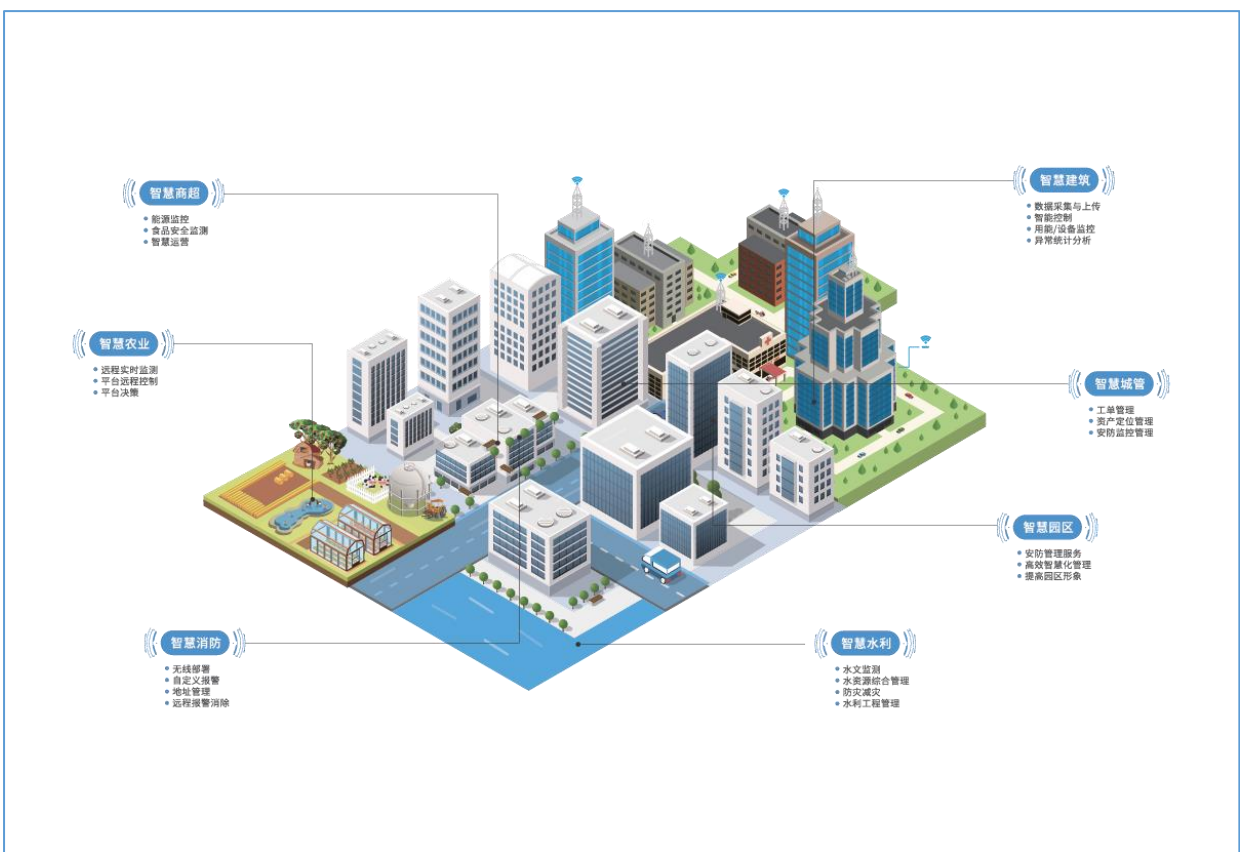 智慧商超
能源监控
食品安全监测
智慧运营
智慧建筑
数据采集与上传
智能控制
用能/设备监控
异常统计分析
智慧农业
远程实时监测
平台远程控制
平台决策
智慧城管
工单管理
资产定位管理
安防监控管理
智慧园区
安防管理服务
高效智慧化管理
提高园区形象
智慧消防
无线部署
自定义报警
地址管理
远程报警消除
智慧水利
水文监测
水资源综合管理
防灾减灾
水利工程管理